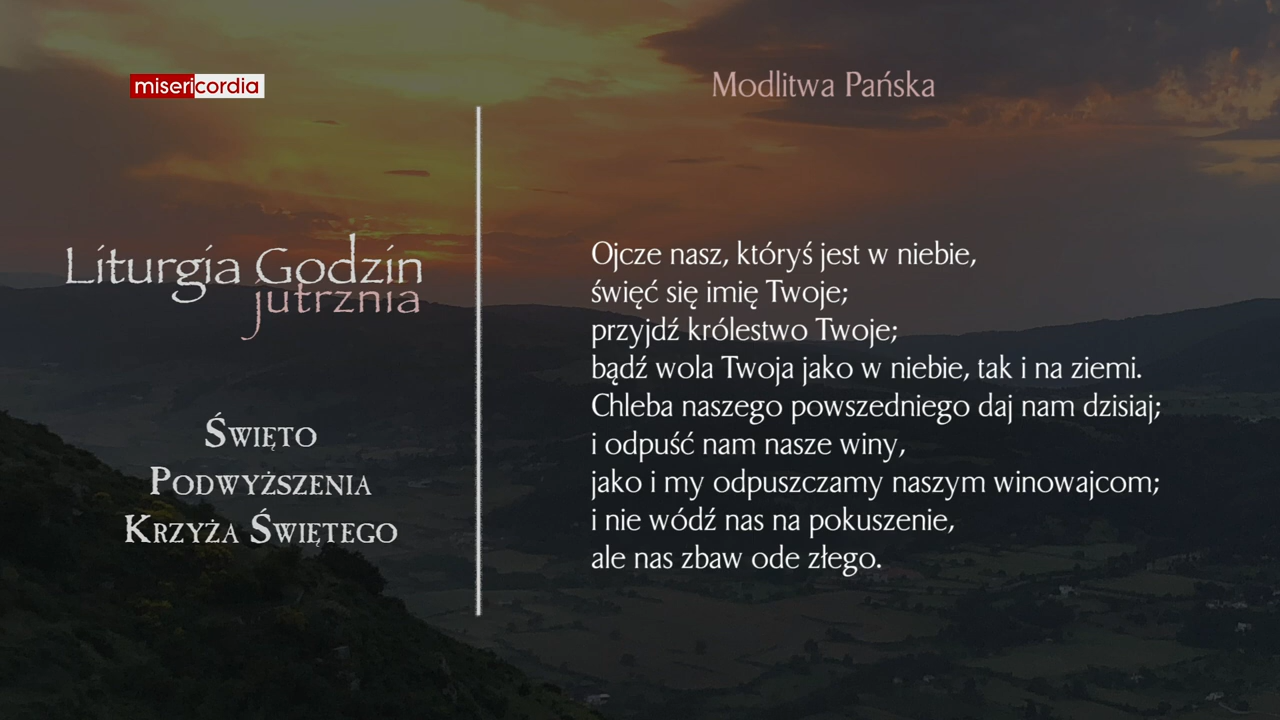 misericordia
Liturgia Godzin
jutrznia
Święto
Podwyższenia
Krzyża Świętego
Modlitwa Pańska
Ojcze nasz, któryś jest w niebie,
święć się imię Twoje;
przyjdź królestwo Twoje;
bądź wola Twoja jako w niebie, tak i na ziemi.
Chleba naszego powszedniego daj nam dzisiaj;
i odpuść nam nasze winy,
jako i my odpuszczamy naszym winowajcom;
i nie wódź nas na pokuszenie,
ale nas zbaw ode złego.